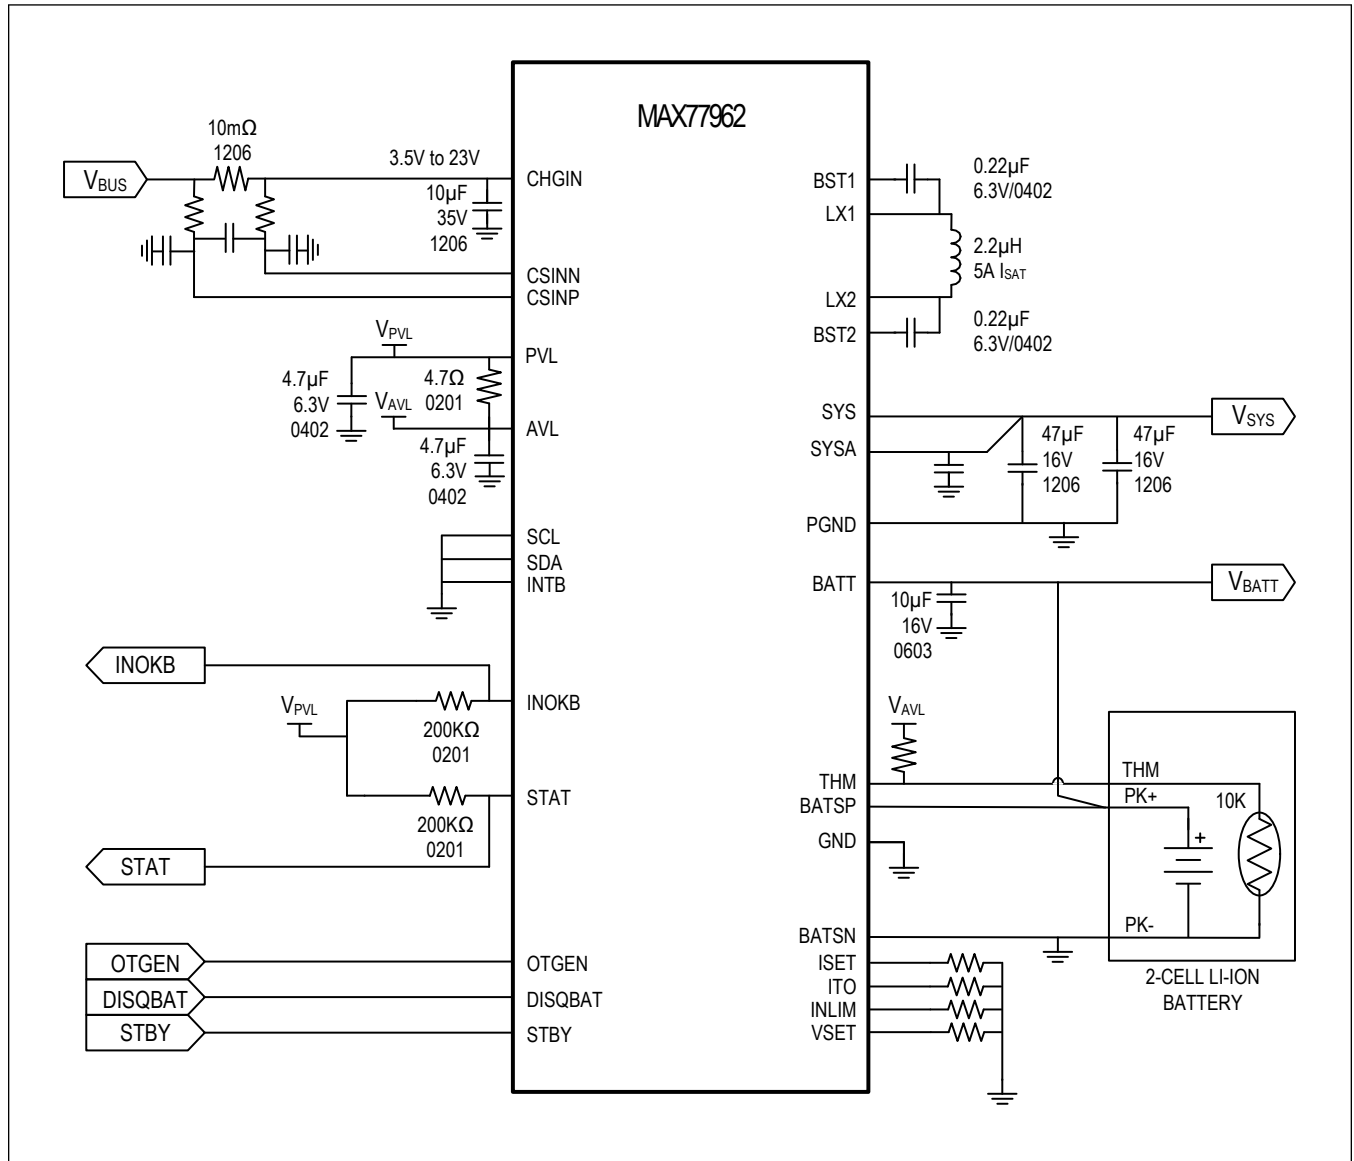 MAX77962
10mΩ
1206
3.5V to 23V
VBUS
CHGIN
10µF
35V
1206
CSINN
CSINP
VPVL
PVL
4.7µF
6.3V
0402
4.7Ω
0201
VAVL
AVL
4.7µF
6.3V
0402
SCL
SDA
INTB
INOKB
INOKB
VPVL
200KΩ
0201
STAT
200KΩ
0201
STAT
OTGEN
OTGEN
DISQBAT
DISQBAT
STBY
STBY
BST1
0.22µF
6.3V/0402
LX1
2.2µH
5A ISAT
LX2
BST2
0.22µF
6.3V/0402
SYS
VSYS
SYSA
47µF
16V
1206
47µF
16V
1206
PGND
BATT
VBATT
10µF
16V
0603
VAVL
THM
THM
BATSP
PK+
10K
+
GND
BATSN
PK-
ISET
ITO
INLIM
VSET
2-CELL LI-ION
BATTERY